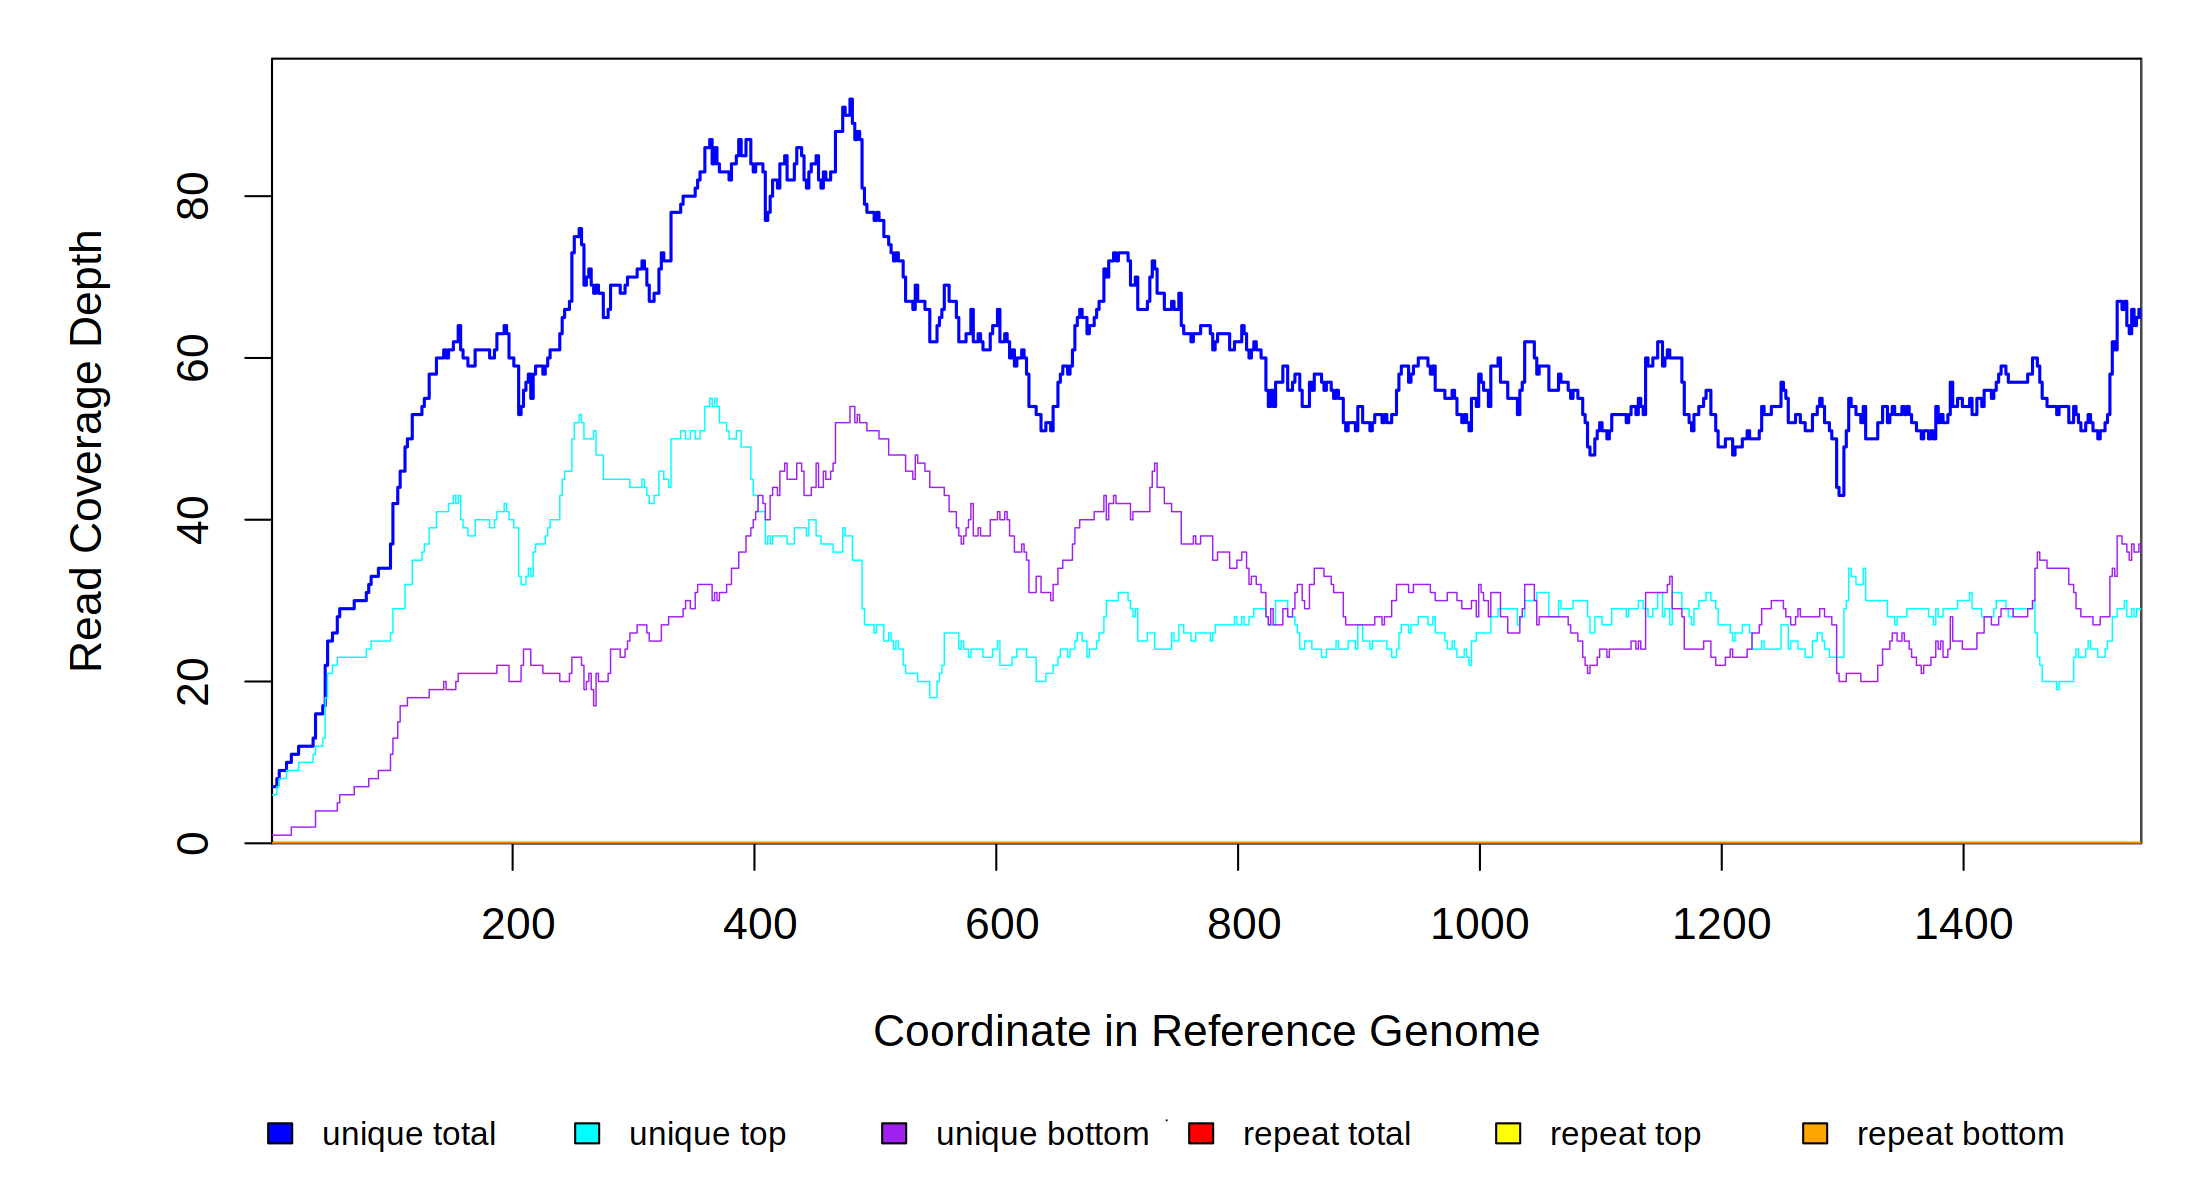 Read Coverage Depth
80
60
40
20
0
200 400 600 800 1000 1200 1400
Coordinate in Reference Genome
unique total unique top unique bottom repeat total repeat top repeat bottom